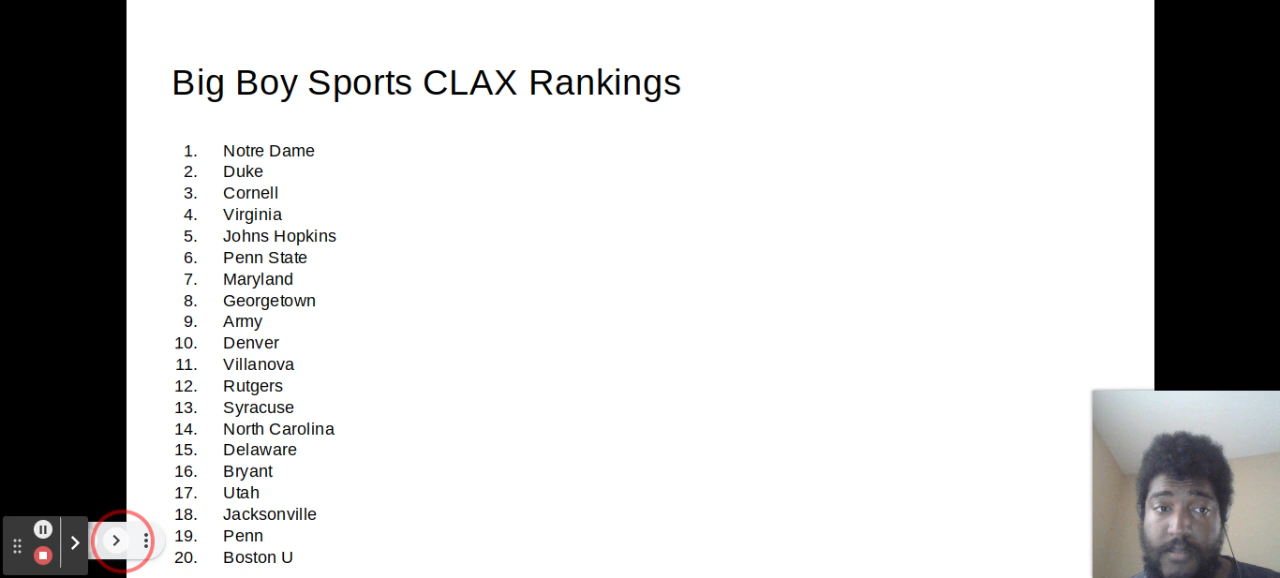 Big Boy Sports CLAX Rankings
1. Notre Dame
2. Duke
3. Cornell
4. Virginia
5. Johns Hopkins
6. Penn State
7. Maryland
8. Georgetown
9. Army
10. Denver
11. Villanova
12. Rutgers
13. Syracuse
14. North Carolina
15. Delaware
16. Bryant
17. Utah
18. Jacksonville
19. Penn
20. Boston U